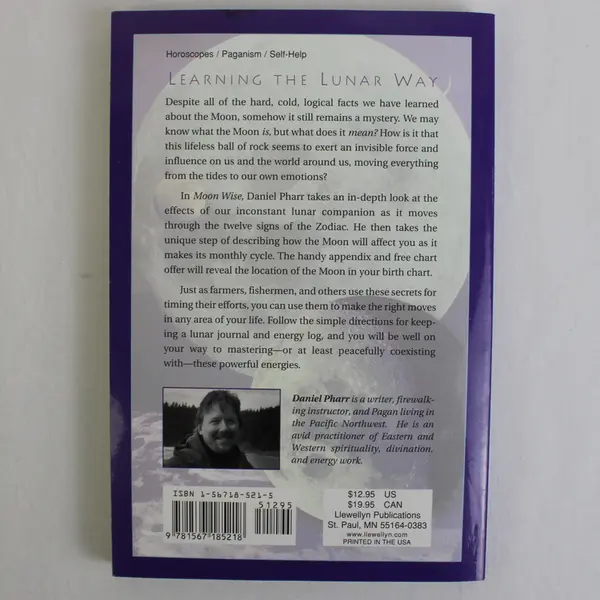 Horoscopes / Paganism / Self-Help
LEARNING THE LUNAR WAY
Despite all of the hard, cold, logical facts we have learned
about the Moon, somehow it still remains a mystery. We may
know what the Moon is, but what does it mean? How is it that
this lifeless ball of rock seems to exert an invisible force and
influence on us and the world around us, moving everything
from the tides to our own emotions?
In Moon Wise, Daniel Pharr takes an in-depth look at the
effects of our inconstant lunar companion as it moves
through the twelve signs of the Zodiac. He then takes the
unique step of describing how the Moon will affect you as it
makes its monthly cycle. The handy appendix and free chart
offer will reveal the location of the Moon in your birth chart.
Just as farmers, fishermen, and others use these secrets for
timing their efforts, you can use them to make the right moves
in any area of your life. Follow the simple directions for keep-
ing a lunar journal and energy log, and you will be well on
your way to mastering—or at least peacefully coexisting
with—these powerful energies.
Daniel Pharr is a writer, firewalk-
ing instructor, and Pagan living in
the Pacific Northwest. He is an
avid practitioner of Eastern and
Western spirituality, divination,
and energy work.
ISBN 1-56718-521-5
51295
9 781567 185218
$12.95 US
$19.95 CAN
Llewellyn Publications
St. Paul, MN 55164-0383
www.llewellyn.com
PRINTED IN THE USA